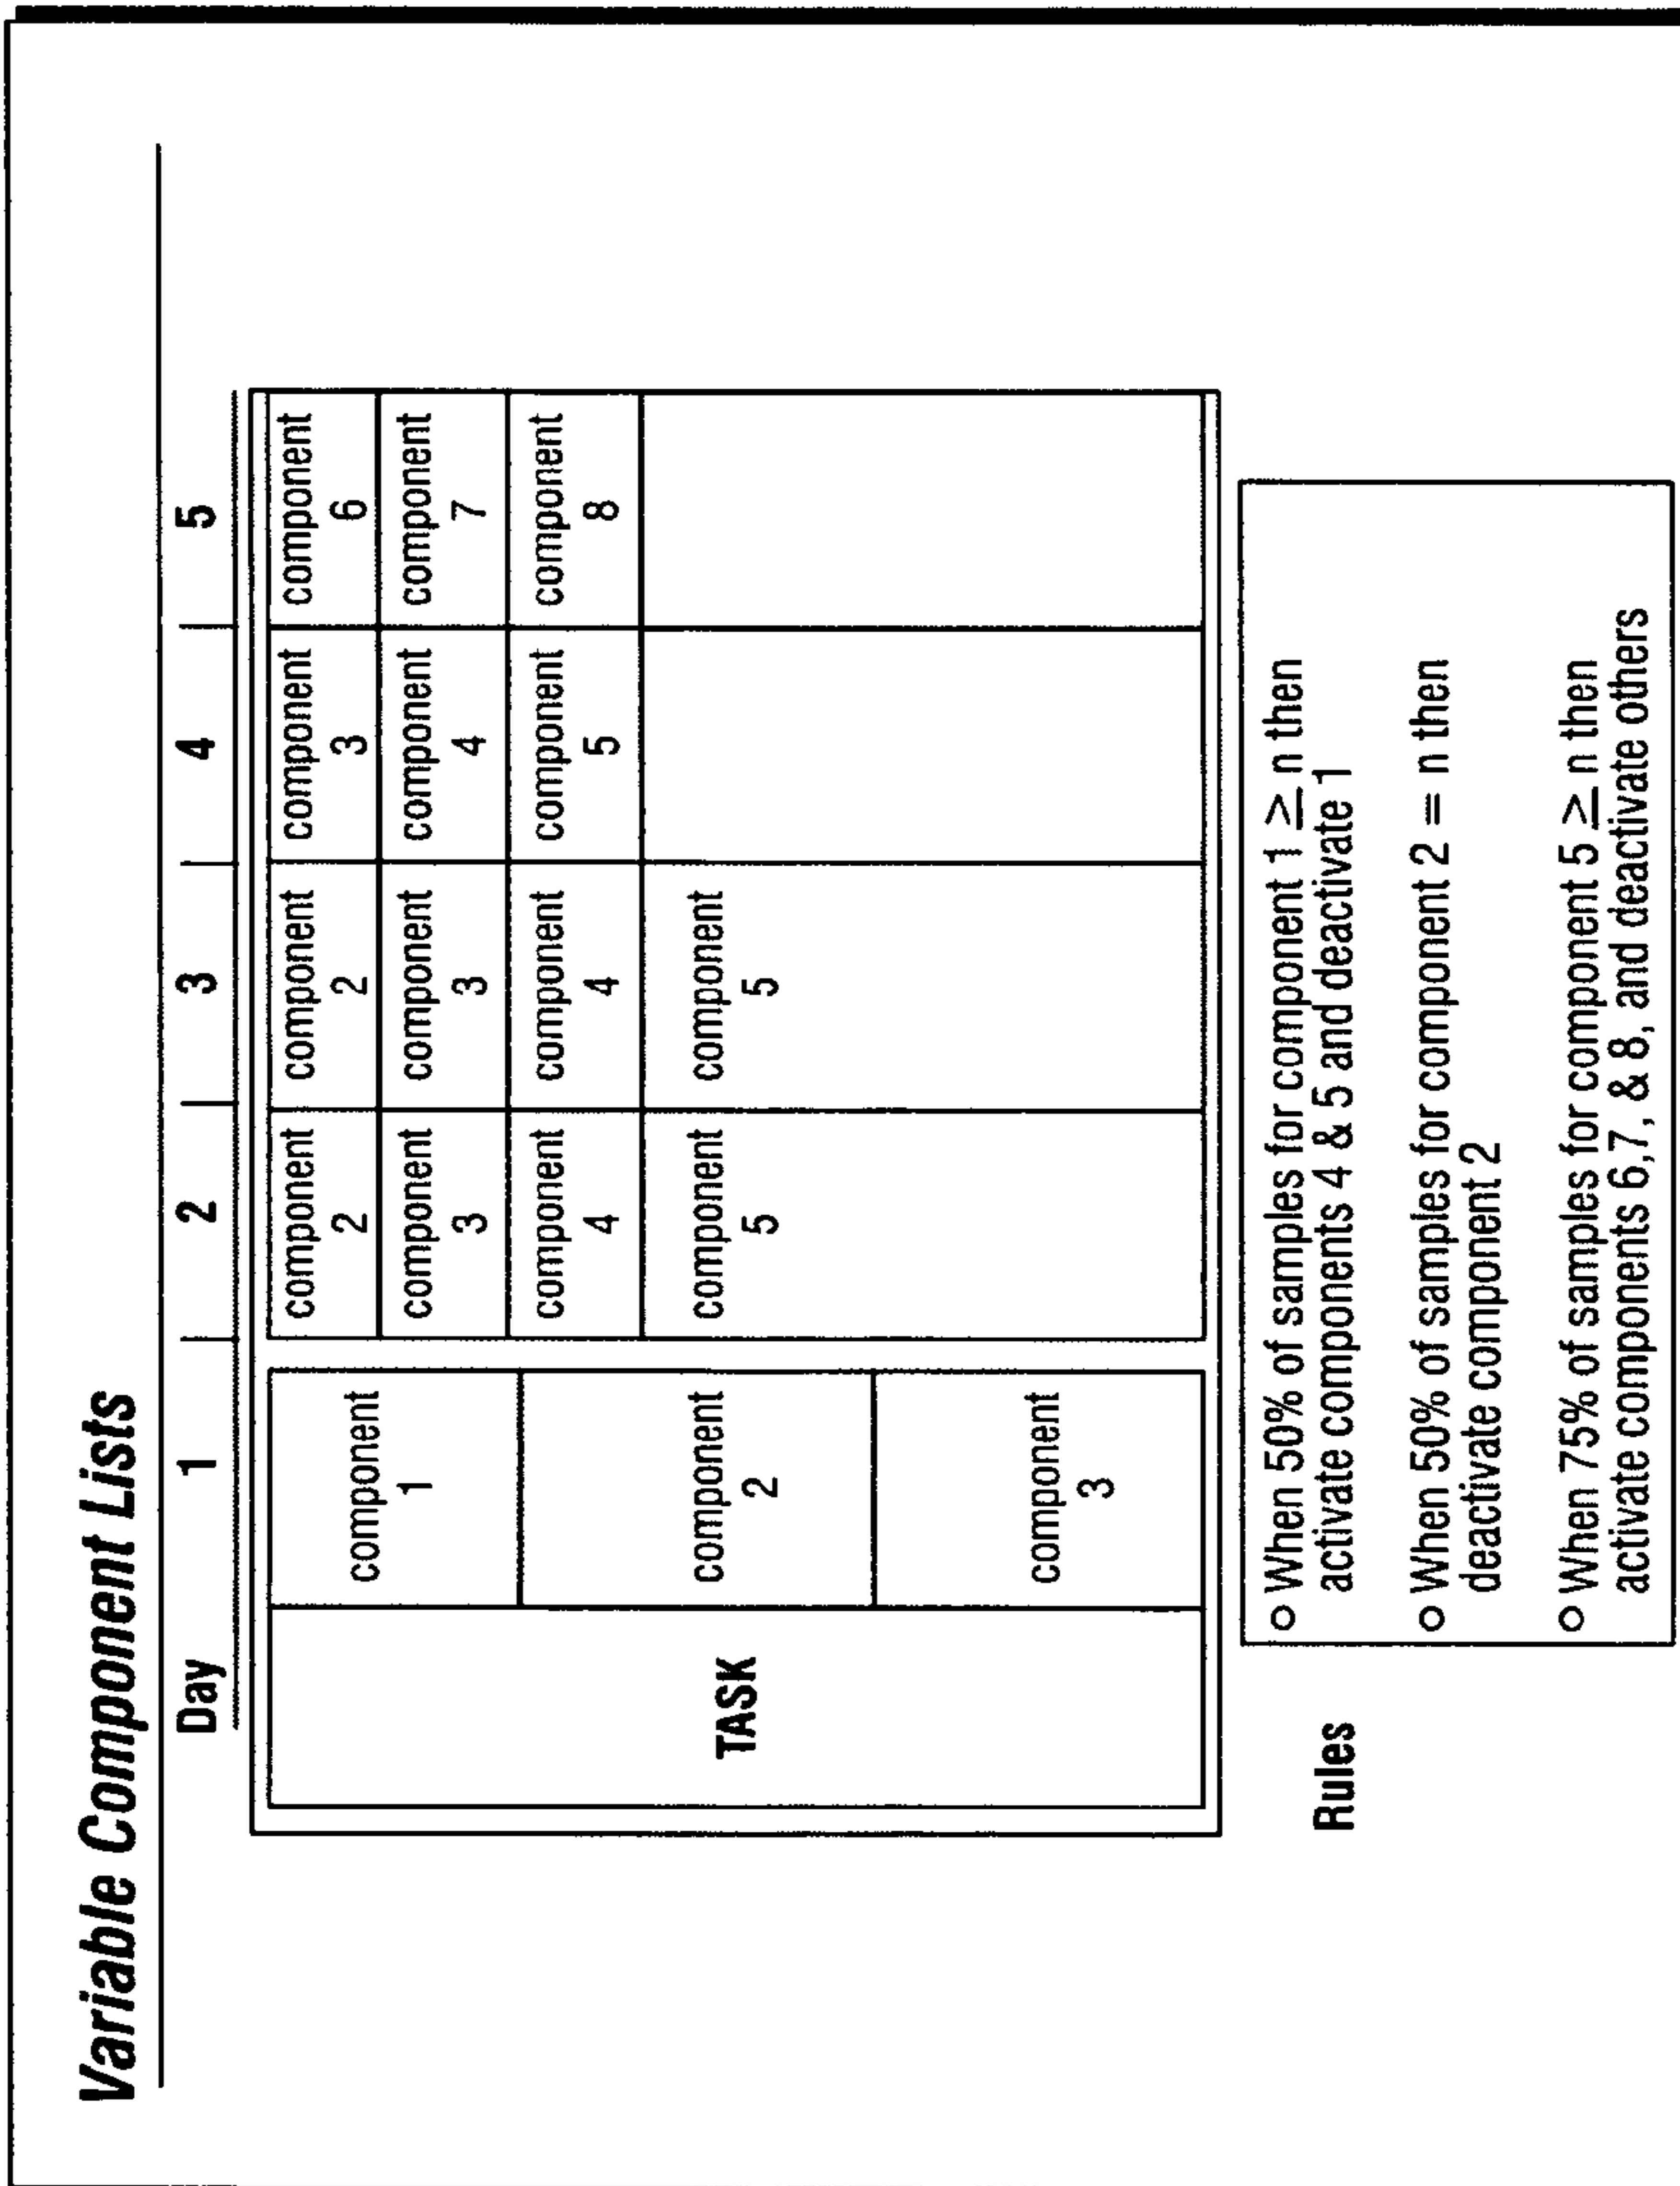 Variable Component Lists
Day 1 2 3 4 5
TASK
component
1
component
2
component
3
component
2
component
3
component
4
component
5
component
2
component
3
component
4
component
5
component
3
component
4
component
5
component
6
component
7
component
8
Rules
o When 50% of samples for component 1 ≥ n then
activate components 4 & 5 and deactivate 1
o When 50% of samples for component 2 = n then
deactivate component 2
o When 75% of samples for component 5 ≥ n then
activate components 6,7, & 8, and deactivate others